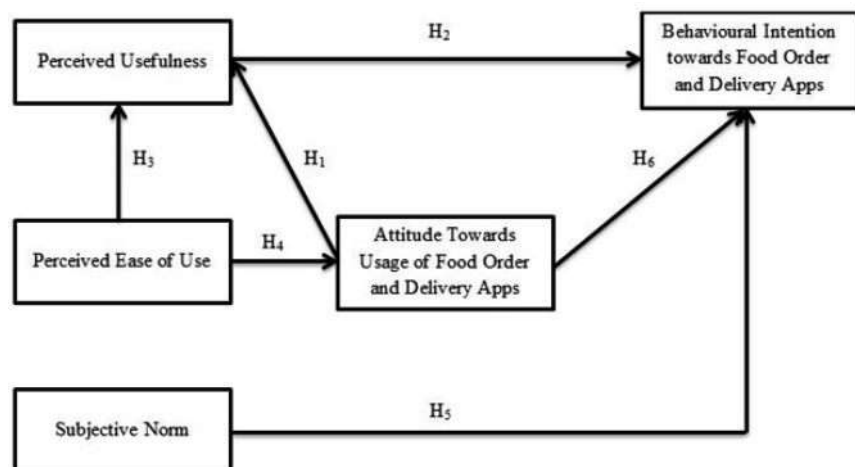 Perceived Usefulness
H₂
Behavioural Intention
towards Food Order
and Delivery Apps
H₃
H₁
H₆
Perceived Ease of Use
H₄
Attitude Towards
Usage of Food Order
and Delivery Apps
Subjective Norm
H₅